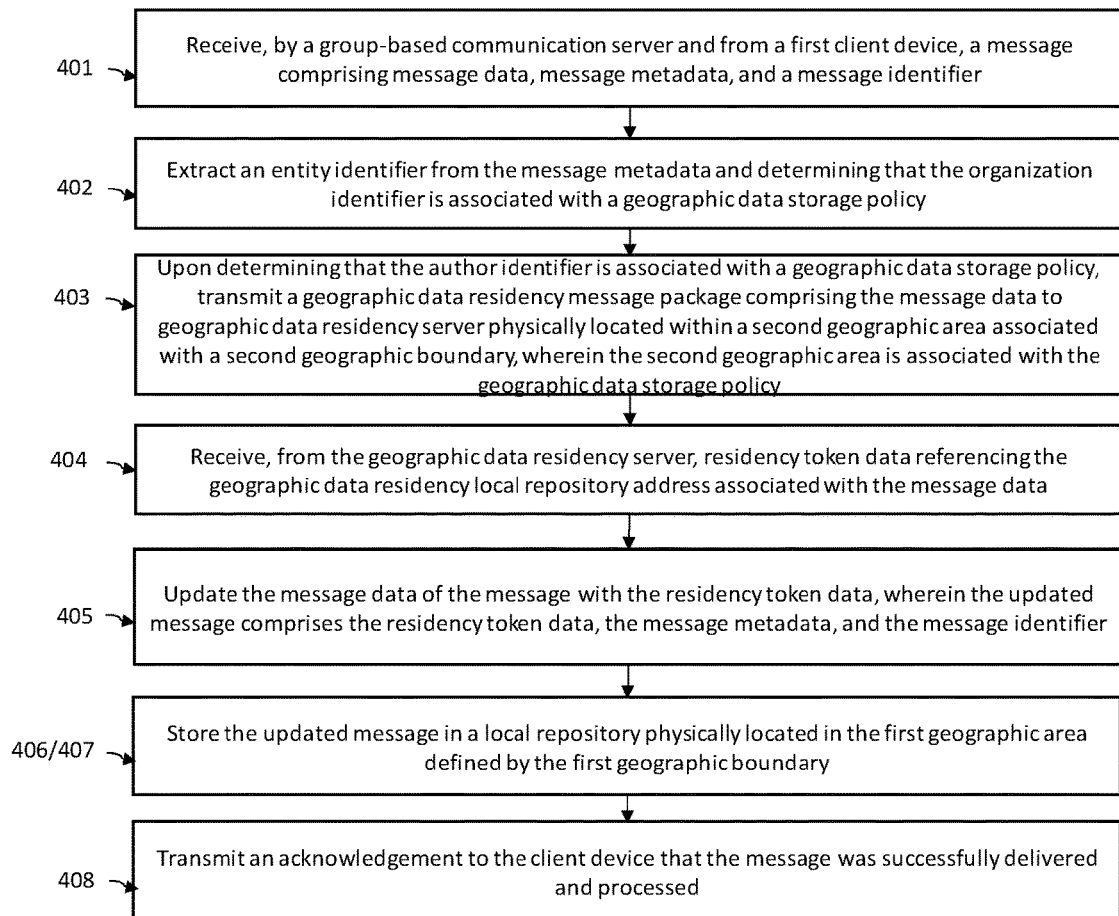 401
Receive, by a group-based communication server and from a first client device, a message
comprising message data, message metadata, and a message identifier
402
Extract an entity identifier from the message metadata and determining that the organization
identifier is associated with a geographic data storage policy
403
Upon determining that the author identifier is associated with a geographic data storage policy,
transmit a geographic data residency message package comprising the message data to
geographic data residency server physically located within a second geographic area associated
with a second geographic boundary, wherein the second geographic area is associated with the
geographic data storage policy
404
Receive, from the geographic data residency server, residency token data referencing the
geographic data residency local repository address associated with the message data
405
Update the message data of the message with the residency token data, wherein the updated
message comprises the residency token data, the message metadata, and the message identifier
406/407
Store the updated message in a local repository physically located in the first geographic area
defined by the first geographic boundary
408
Transmit an acknowledgement to the client device that the message was successfully delivered
and processed